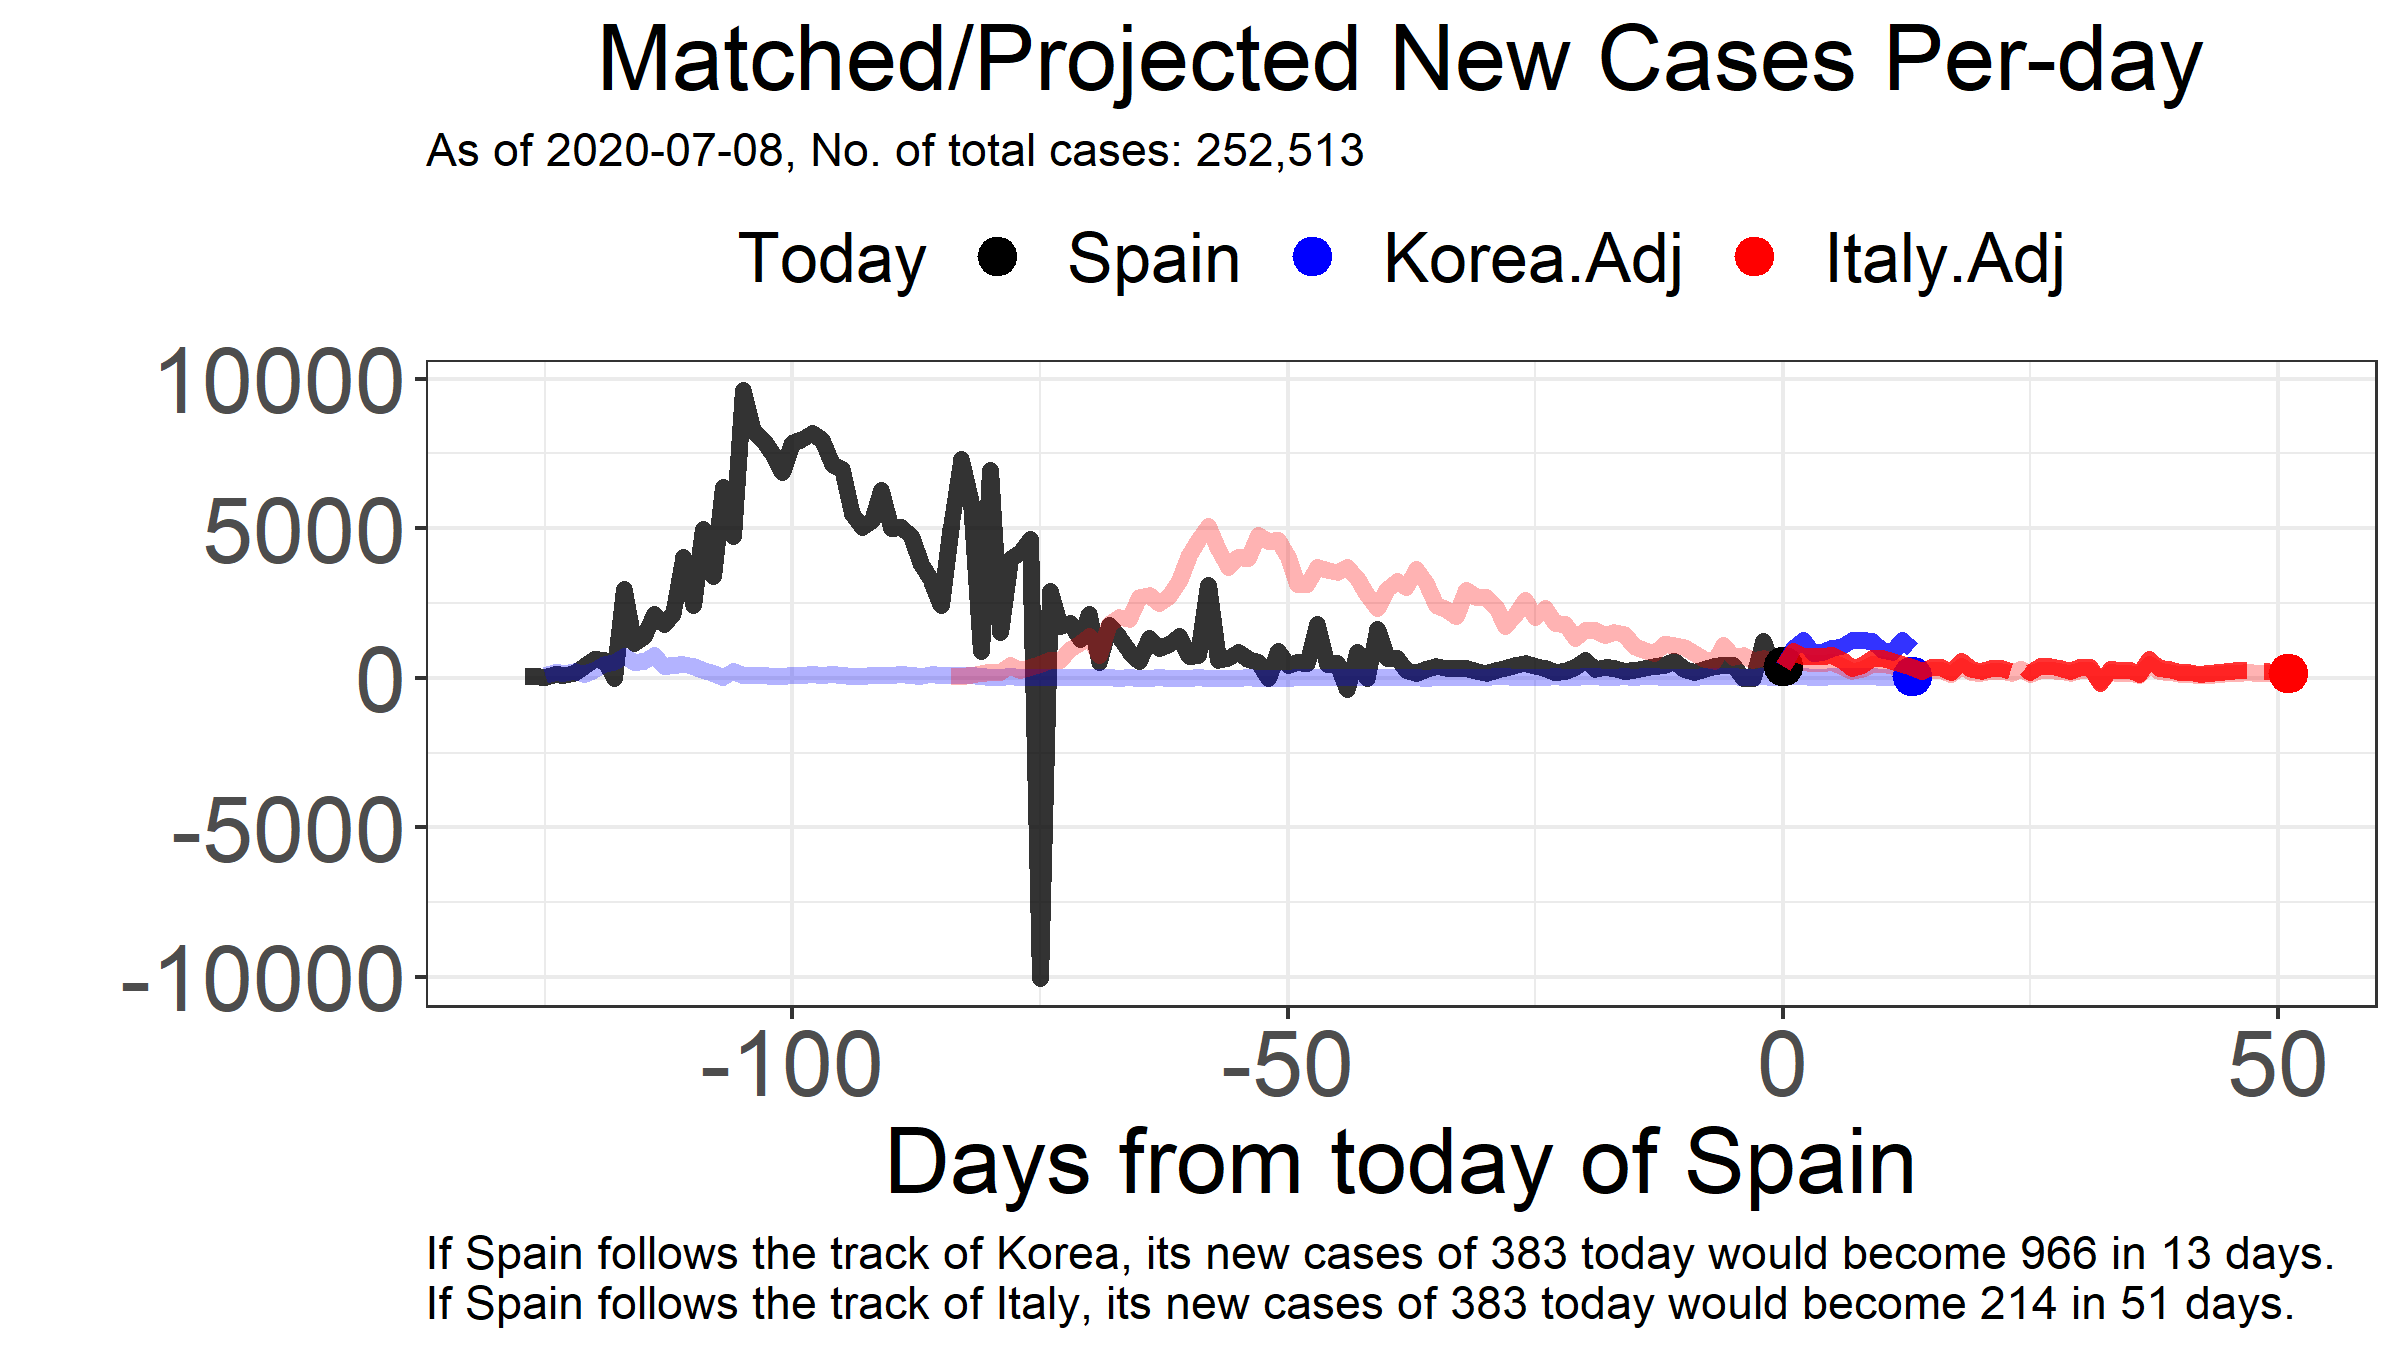 Matched/Projected New Cases Per-day
As of 2020-07-08, No. of total cases: 252,513
Today Spain Korea.Adj Italy.Adj
10000
5000
0
-5000
-10000
-100 -50 0 50
Days from today of Spain
If Spain follows the track of Korea, its new cases of 383 today would become 966 in 13 days.
If Spain follows the track of Italy, its new cases of 383 today would become 214 in 51 days.